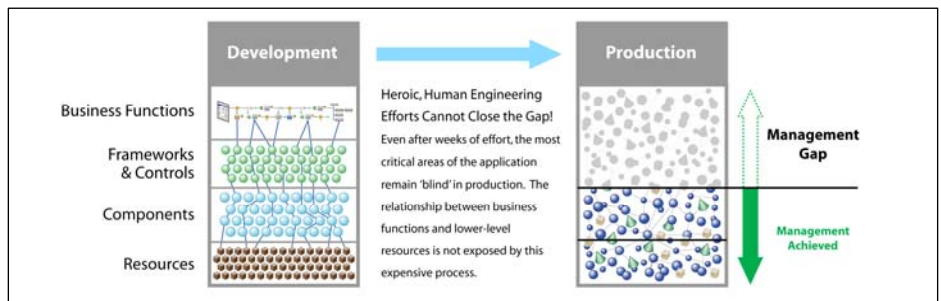 Development
Production
Business Functions
Frameworks
& Controls
Components
Resources
Heroic, Human Engineering
Efforts Cannot Close the Gap!
Even after weeks of effort, the most
critical areas of the application
remain 'blind' in production. The
relationship between business
functions and lower-level
resources is not exposed by this
expensive process.
Management
Gap
Management
Achieved